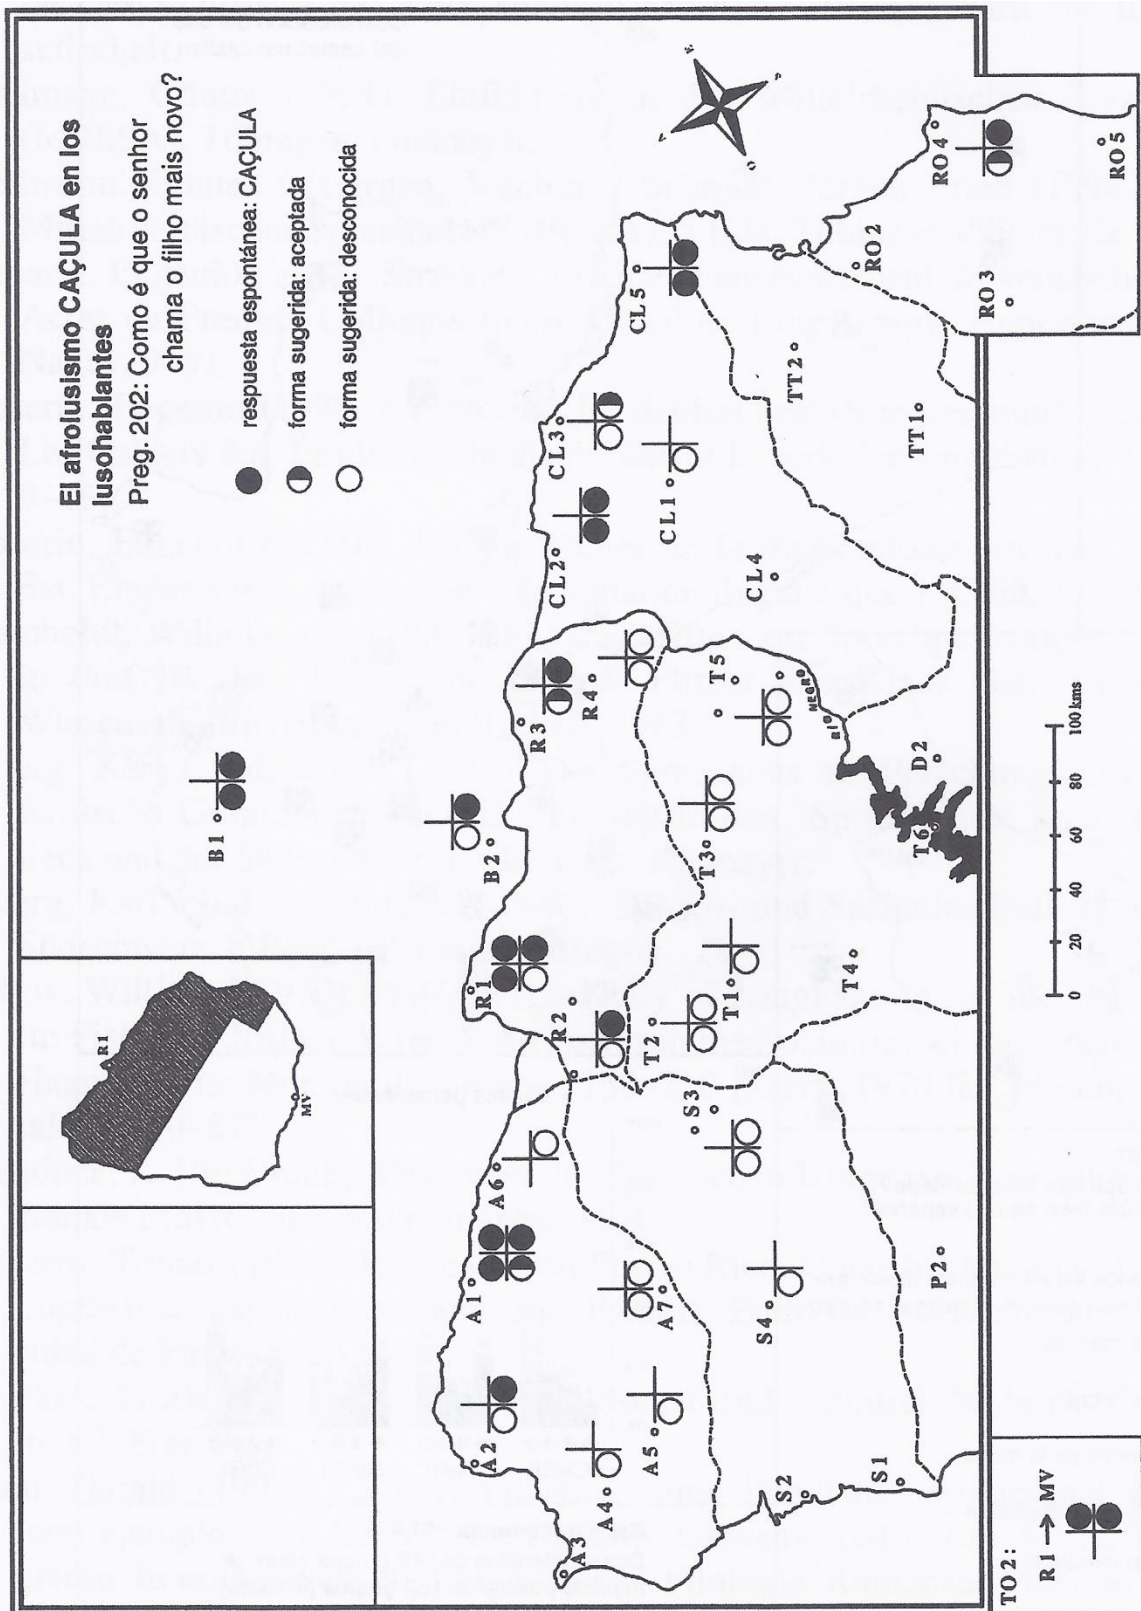 El afrolusismo CAÇULA en los
lusohablantes
Preg. 202: Como é que o senhor
chama o filho mais novo?
respuesta espontánea: CAÇULA
forma sugerida: aceptada
forma sugerida: desconocida
R1
MV
B1
B2
R1
R2
R3
R4
CL2
CL3
CL5
CL1
CL4
TT2
TT1
RO4
RO2
RO3
RO5
A6
A1
A2
A3
A4
A5
A7
T2
T1
T3
T5
T4
T6
D2
RIO
NEGRO
S3
S4
S2
S1
P2
0 20 40 60 80 100 kms
TO2:
R1 → MV